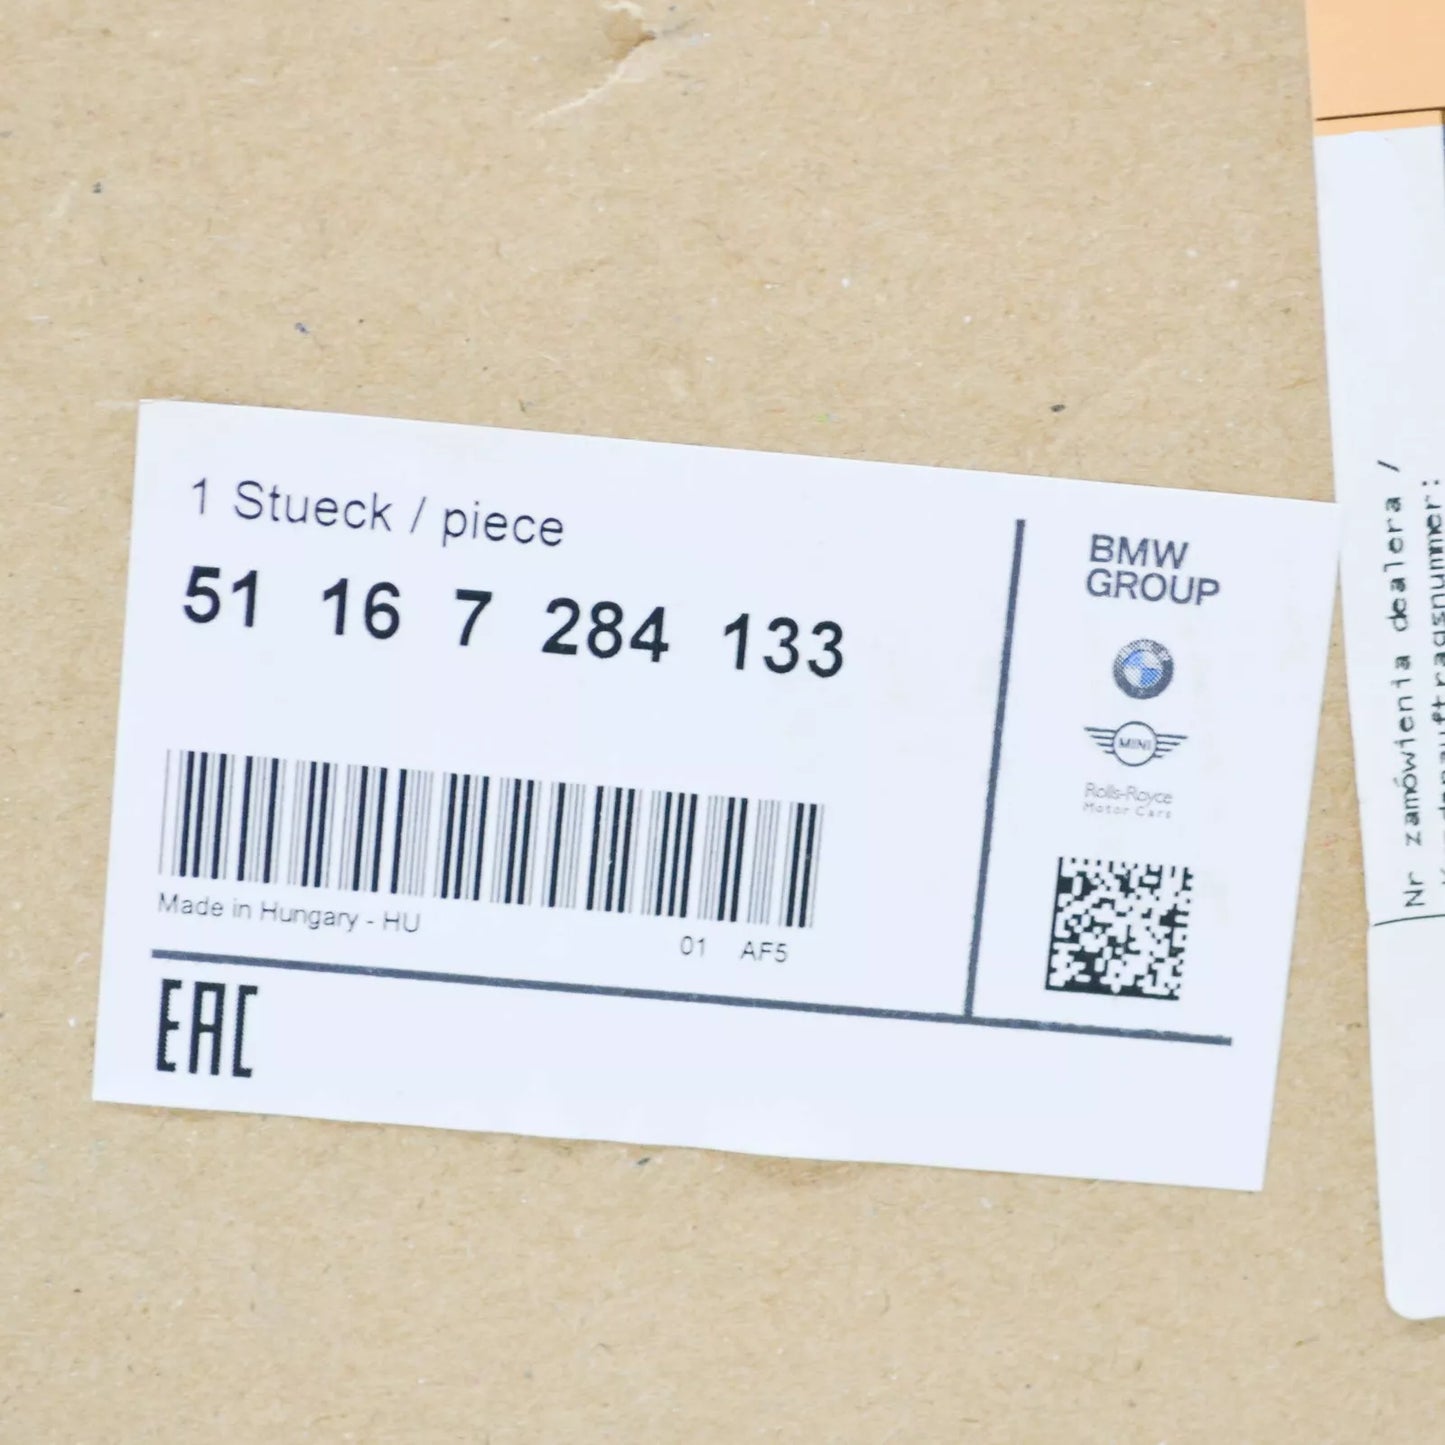 1 Stueck / piece
51 16 7 284 133
Made in Hungary - HU
01 AF5
EAC
BMW
GROUP
MINI
Rolls-Royce
Motor Cars
Nr zamówienia dealera /